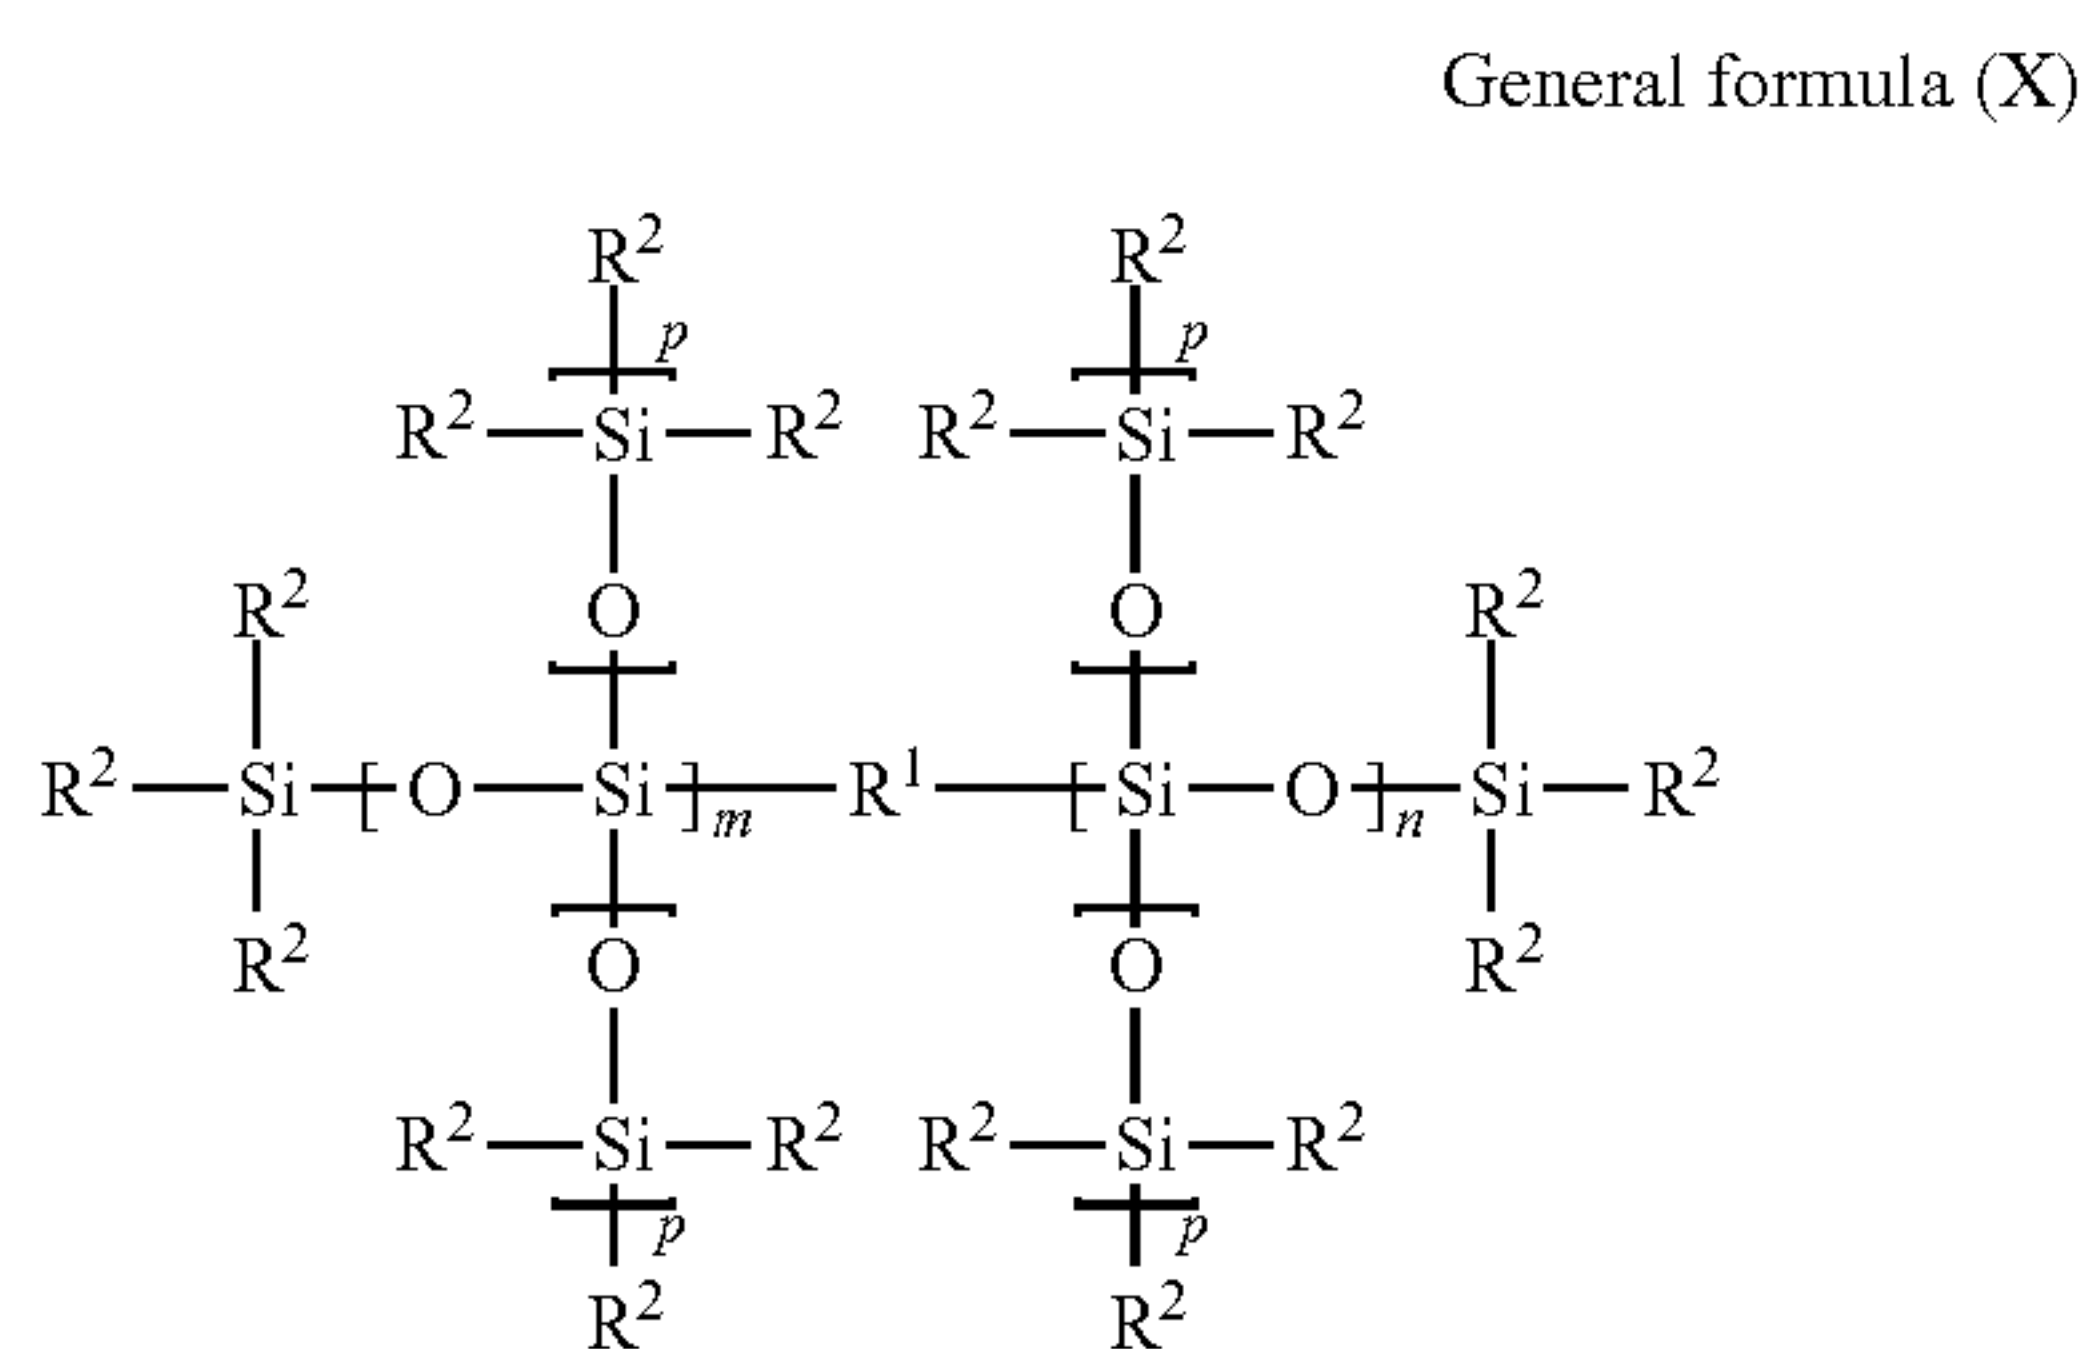 General formula (X)
R² R²
p p
R²—Si—R² R²—Si—R²
O O
R² R²
R²—Si—[O—Si]m—R¹—[Si—O]n—Si—R²
R² O O R²
R²—Si—R² R²—Si—R²
p p
R² R²